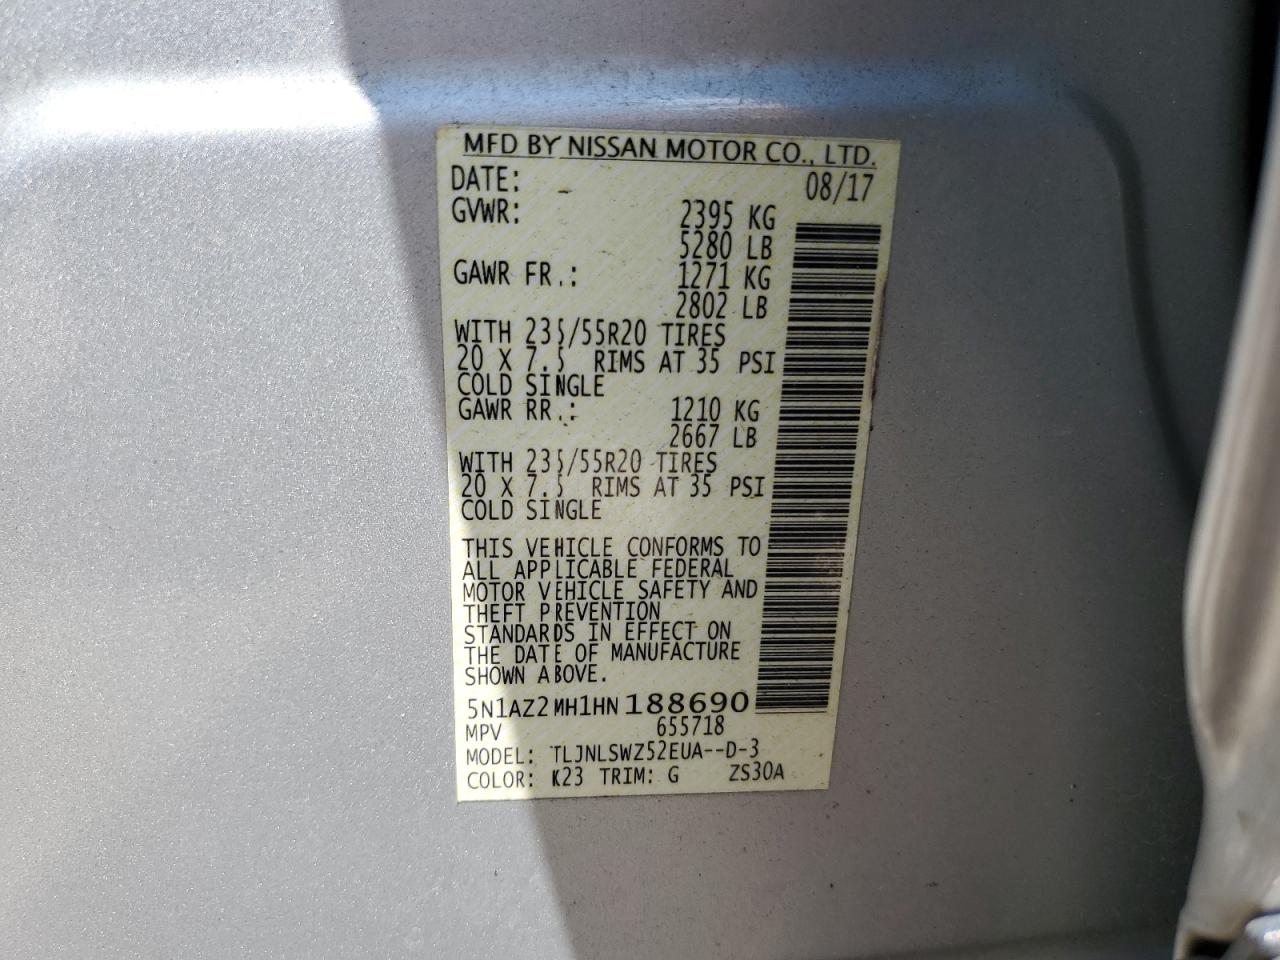 MFD BY NISSAN MOTOR CO., LTD.
DATE: 08/17
GVWR: 2395 KG
5280 LB
GAWR FR.: 1271 KG
2802 LB
WITH 235/55R20 TIRES
20 X 7.5 RIMS AT 35 PSI
COLD SINGLE
GAWR RR.: 1210 KG
2667 LB
WITH 235/55R20 TIRES
20 X 7.5 RIMS AT 35 PSI
COLD SINGLE
THIS VEHICLE CONFORMS TO
ALL APPLICABLE FEDERAL
MOTOR VEHICLE SAFETY AND
THEFT PREVENTION
STANDARDS IN EFFECT ON
THE DATE OF MANUFACTURE
SHOWN ABOVE.
5N1AZ2MH1HN188690
MPV 655718
MODEL: TLJNLSWZ52EUA--D-3
COLOR: K23 TRIM: G ZS30A